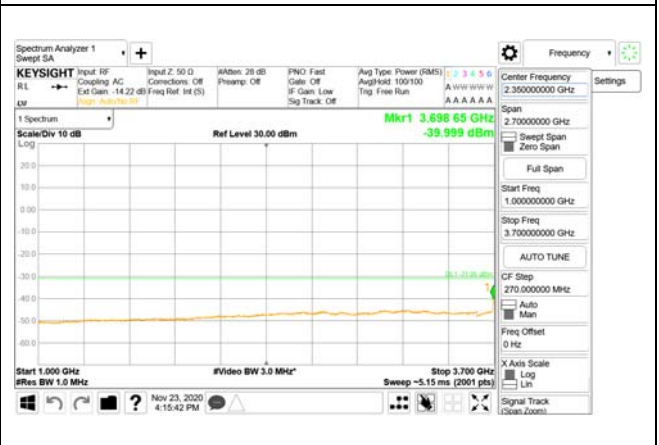 Spectrum Analyzer 1
Swept SA
Frequency
KEYSIGHT
Input: RF
Input Z: 50 Ω
#Atten: 28 dB
PNO: Fast
Avg Type: Power (RMS)
1 2 3 4 5 6
RL
Coupling: AC
Corrections: Off
Preamp: Off
Gate: Off
Avg|Hold: 100/100
A W W W W W
Ext Gain: -14.22 dB
Freq Ref: Int (S)
IF Gain: Low
Trig: Free Run
Align: Auto/No RF
Sig Track: Off
A A A A A A
1 Spectrum
Mkr1 3.698 65 GHz
Scale/Div 10 dB
Ref Level 30.00 dBm
-39.999 dBm
Log
20.0
10.0
0.00
-10.0
-20.0
-30.0
-40.0
-50.0
-60.0
1
Start 1.000 GHz
#Video BW 3.0 MHz*
Stop 3.700 GHz
#Res BW 1.0 MHz
Sweep ~5.15 ms (2001 pts)
Nov 23, 2020
4:15:42 PM
Center Frequency
2.350000000 GHz
Settings
Span
2.70000000 GHz
Swept Span
Zero Span
Full Span
Start Freq
1.000000000 GHz
Stop Freq
3.700000000 GHz
AUTO TUNE
CF Step
270.000000 MHz
Auto
Man
Freq Offset
0 Hz
X Axis Scale
Log
Lin
Signal Track
(Span Zoom)